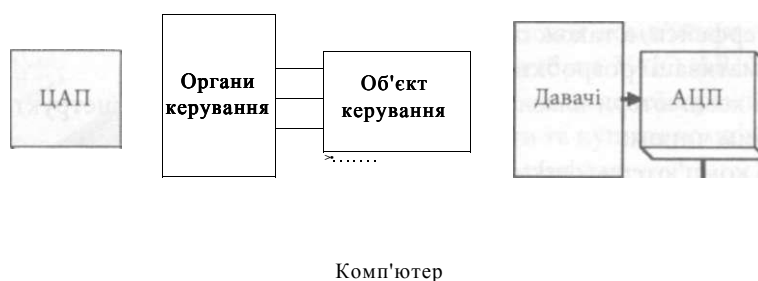 ЦАП
Органи
керування
Об'єкт
керування
Давачі
АЦП
Комп'ютер